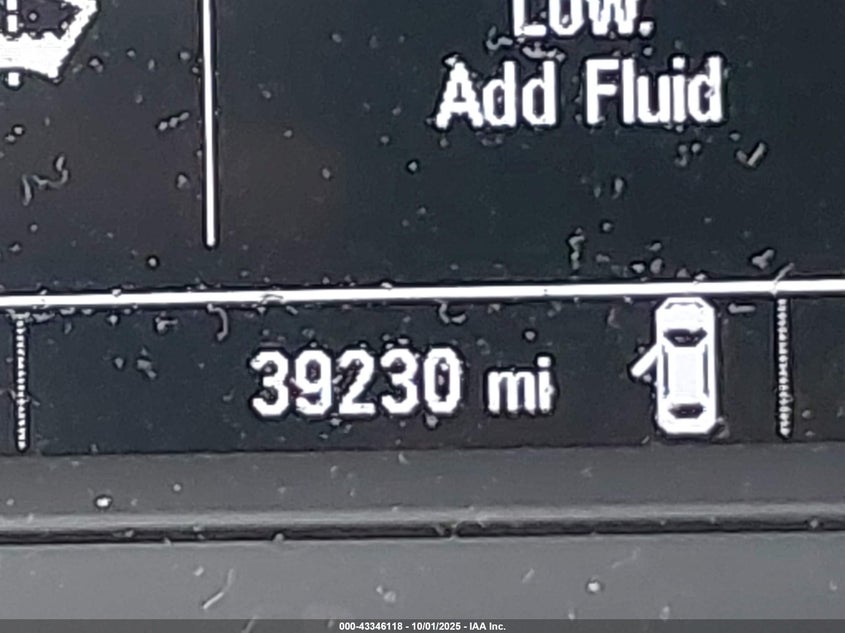 Low.
Add Fluid
39230 mi
000-43346118 - 10/01/2025 - IAA Inc.